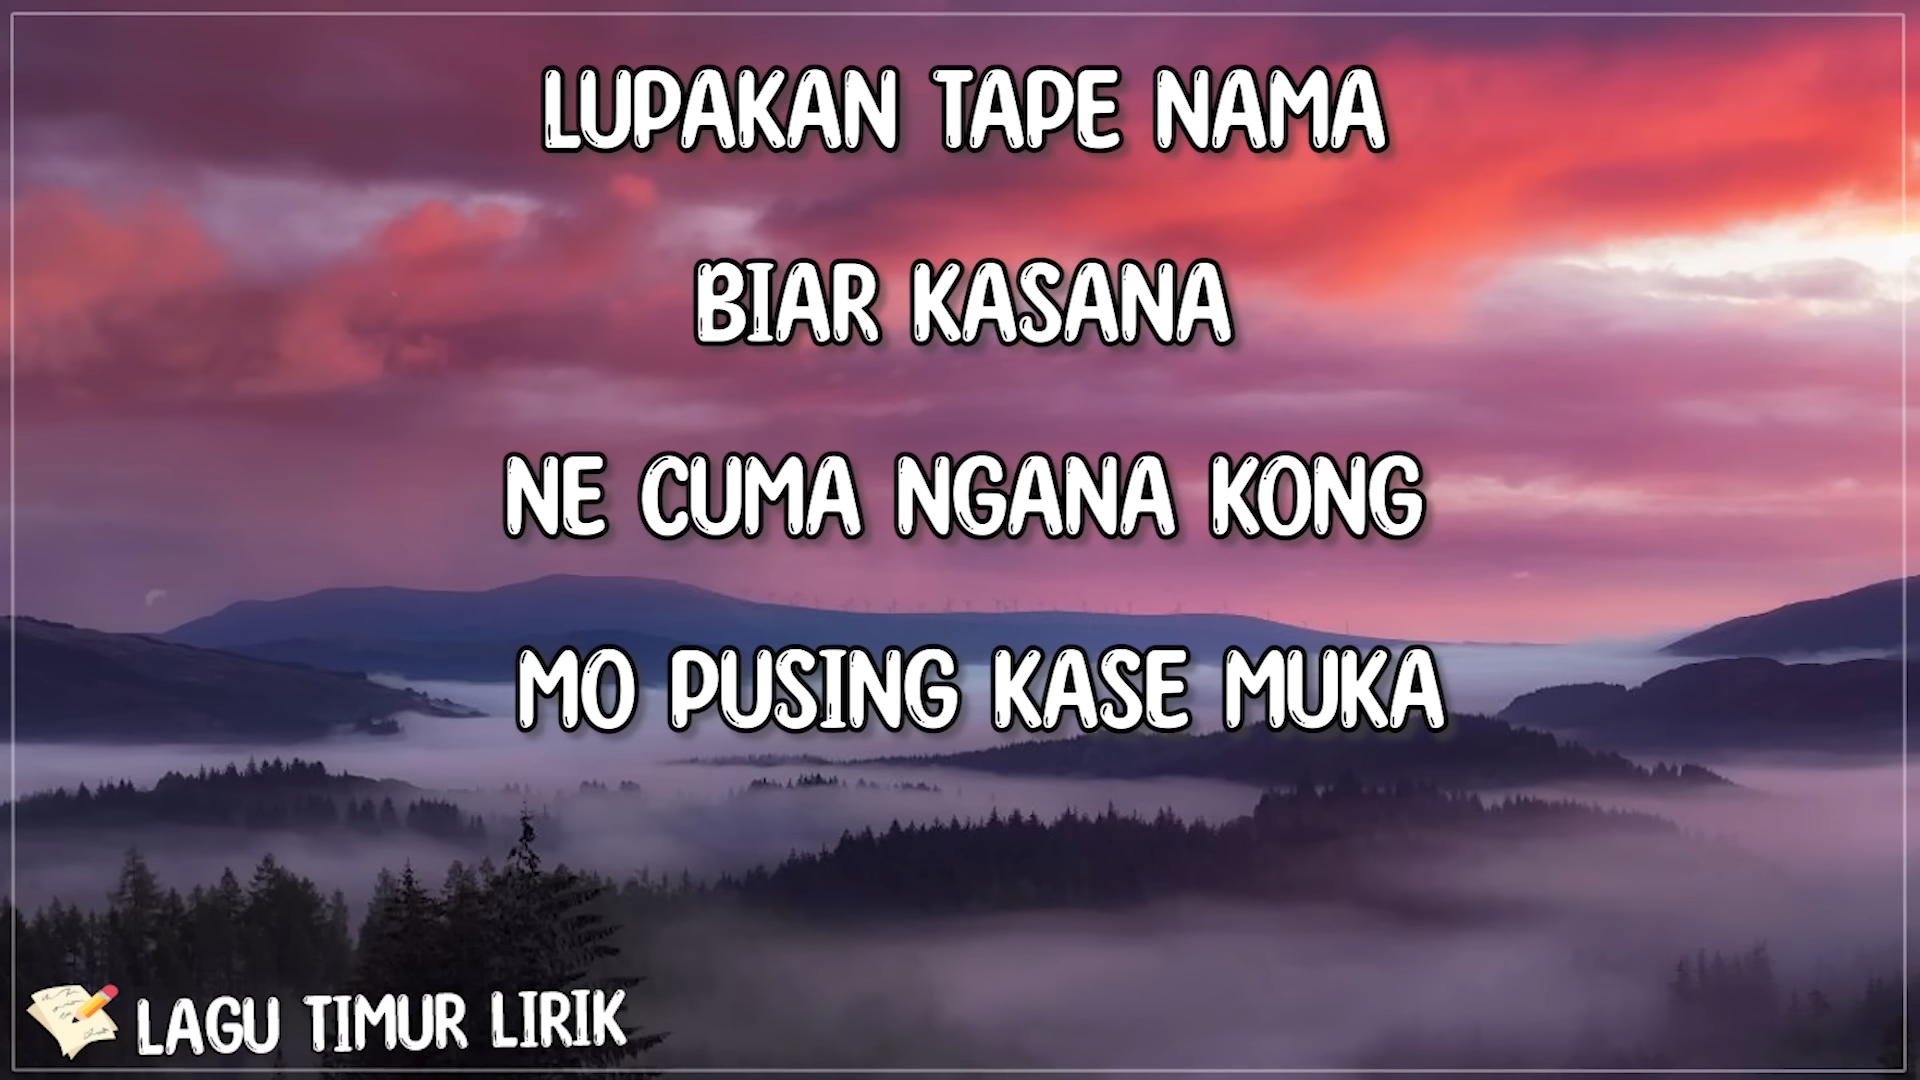 LUPAKAN TAPE NAMA
BIAR KASANA
NE CUMA NGANA KONG
MO PUSING KASE MUKA
LAGU TIMUR LIRIK